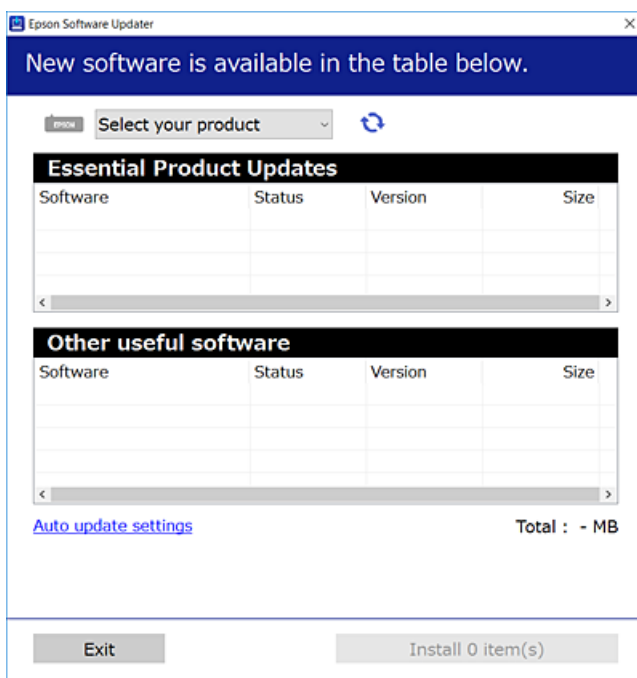 Epson Software Updater
New software is available in the table below.
EPSON Select your product
Essential Product Updates
Software Status Version Size
Other useful software
Software Status Version Size
Auto update settings Total : - MB
Exit Install 0 item(s)